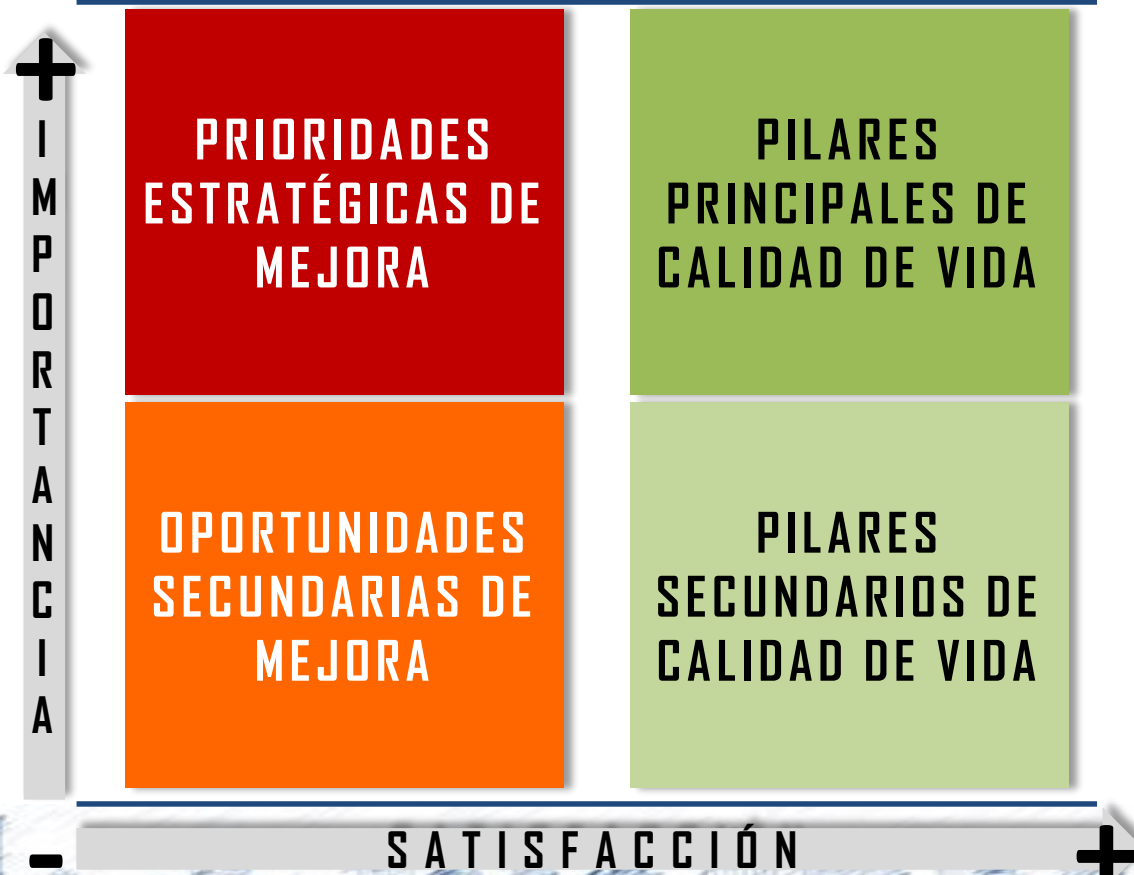 +
IMPORTANCIA
PRIORIDADES
ESTRATÉGICAS DE
MEJORA
PILARES
PRINCIPALES DE
CALIDAD DE VIDA
OPORTUNIDADES
SECUNDARIAS DE
MEJORA
PILARES
SECUNDARIOS DE
CALIDAD DE VIDA
- SATISFACCIÓN +